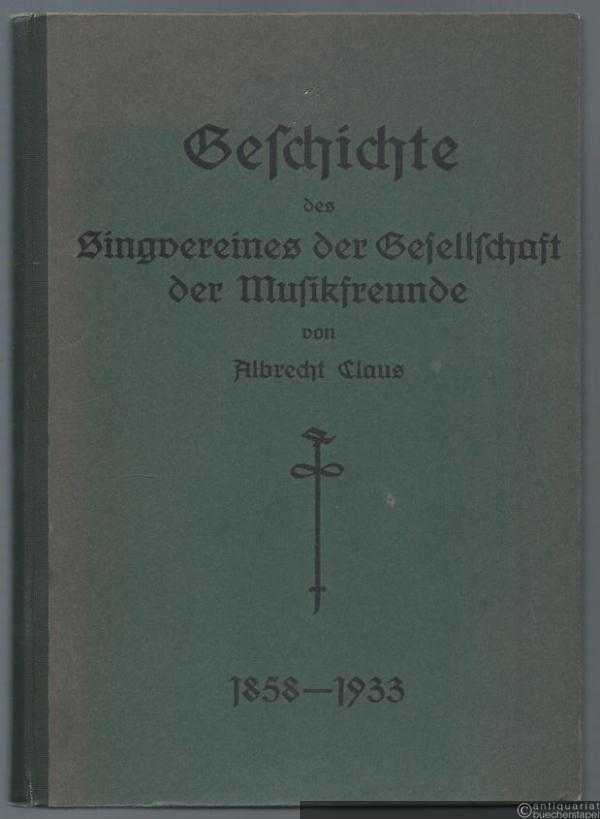 Geſchichte
des
Singvereines der Geſellſchaft
der Muſikfreunde
von
Albrecht Claus
1858—1933
antiquariat
buecherstapel